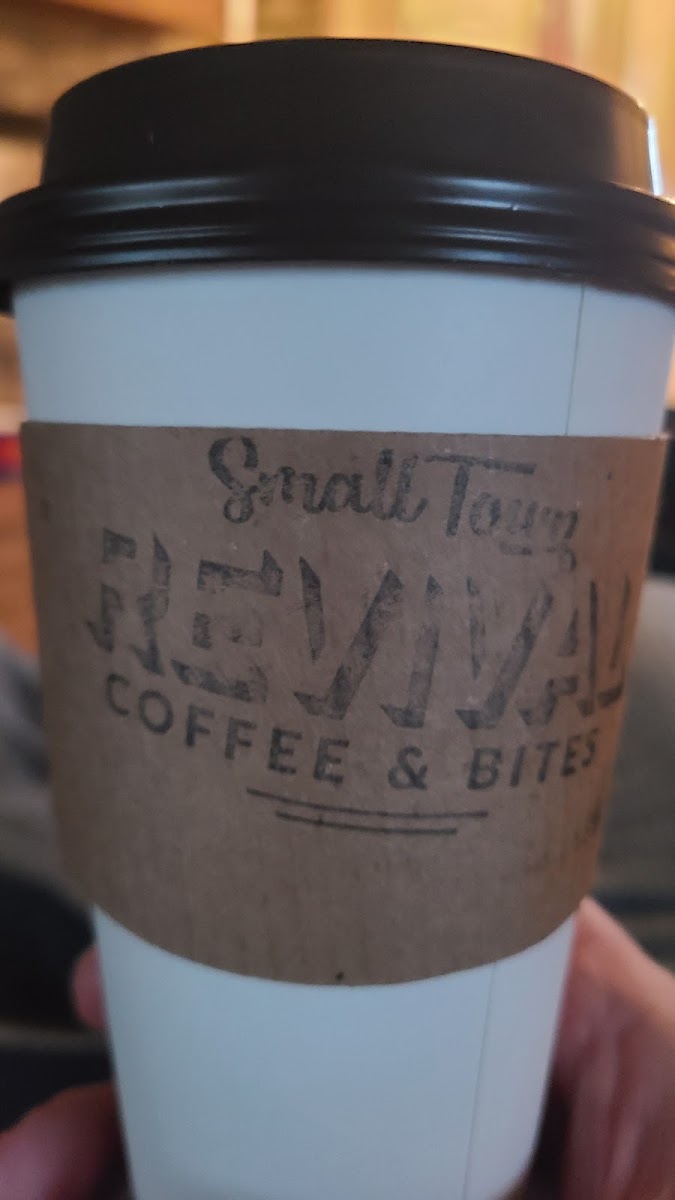 Small Town
REVIVAL
COFFEE & BITES